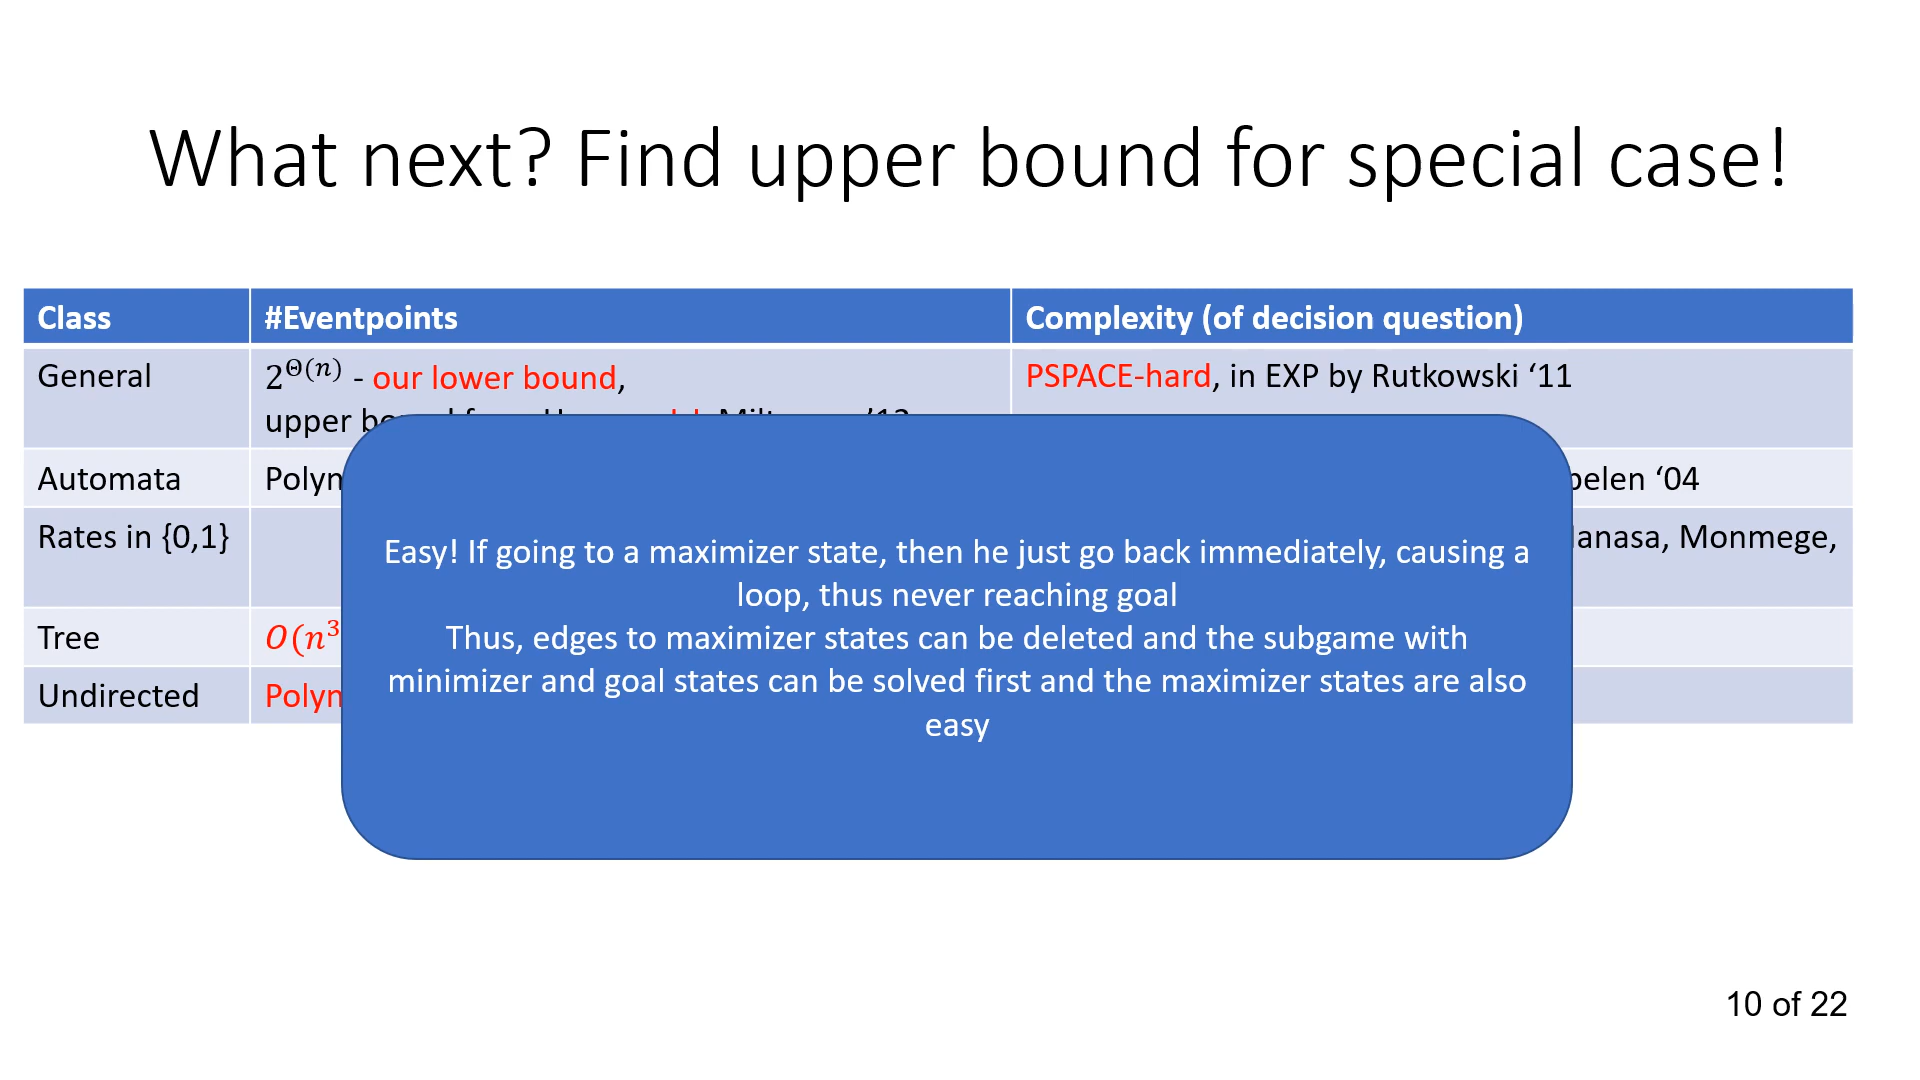 What next? Find upper bound for special case!
Class #Eventpoints Complexity (of decision question)
General 2^Θ(n) - our lower bound, PSPACE-hard, in EXP by Rutkowski ‘11
upper
Automata ‘04
Rates in {0,1} Monmege,
Tree O(n^3
Undirected
Easy! If going to a maximizer state, then he just go back immediately, causing a
loop, thus never reaching goal
Thus, edges to maximizer states can be deleted and the subgame with
minimizer and goal states can be solved first and the maximizer states are also
easy
10 of 22